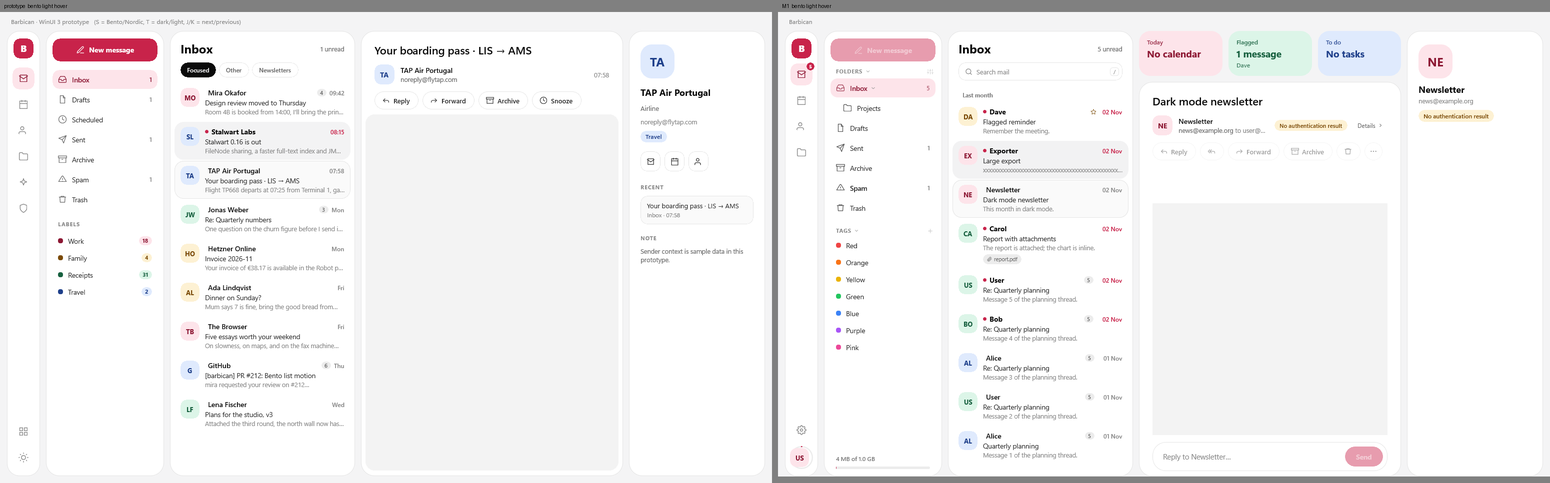 prototype bento light hover
Barbican - WinUI 3 prototype (S = Bento/Nordic, T = dark/light, J/K = next/previous)
B
New message
Inbox 1
Drafts 1
Scheduled
Sent 1
Archive
Spam 1
Trash
LABELS
Work 18
Family 4
Receipts 31
Travel 2
Inbox
1 unread
Focused
Other
Newsletters
MO
Mira Okafor 4 09:42
Design review moved to Thursday
Room 4B is booked from 14:00, I'll bring the prin...
SL
Stalwart Labs 08:15
Stalwart 0.16 is out
FileNode sharing, a faster full-text index and JM...
TA
TAP Air Portugal 07:58
Your boarding pass · LIS → AMS
Flight TP668 departs at 07:25 from Terminal 1, ga...
JW
Jonas Weber 3 Mon
Re: Quarterly numbers
One question on the churn figure before I send i...
HO
Hetzner Online Mon
Invoice 2026-11
Your invoice of €38.17 is available in the Robot p...
AL
Ada Lindqvist Fri
Dinner on Sunday?
Mum says 7 is fine, bring the good bread from...
TB
The Browser Fri
Five essays worth your weekend
On slowness, on maps, and on the fax machine...
G
GitHub 6 Thu
[barbican] PR #212: Bento list motion
mira requested your review on #212...
LF
Lena Fischer Wed
Plans for the studio, v3
Attached the third round, the north wall now has...
Your boarding pass · LIS → AMS
TA
TAP Air Portugal
noreply@flytap.com
07:58
Reply
Forward
Archive
Snooze
TA
TAP Air Portugal
Airline
noreply@flytap.com
Travel
RECENT
Your boarding pass · LIS → AMS
Inbox · 07:58
NOTE
Sender context is sample data in this
prototype.
M1 bento light hover
Barbican
B
US
New message
FOLDERS
Inbox 5
Projects
Drafts
Sent 1
Archive
Spam 1
Trash
TAGS
Red
Orange
Yellow
Green
Blue
Purple
Pink
4 MB of 1.0 GB
Inbox
5 unread
Search mail /
Last month
DA
Dave 02 Nov
Flagged reminder
Remember the meeting.
EX
Exporter 02 Nov
Large export
NE
Newsletter 02 Nov
Dark mode newsletter
This month in dark mode.
CA
Carol 02 Nov
Report with attachments
The report is attached; the chart is inline.
report.pdf
US
User 5 02 Nov
Re: Quarterly planning
Message 5 of the planning thread.
BO
Bob 5 02 Nov
Re: Quarterly planning
Message 4 of the planning thread.
AL
Alice 5 01 Nov
Re: Quarterly planning
Message 3 of the planning thread.
US
User 5 01 Nov
Re: Quarterly planning
Message 2 of the planning thread.
AL
Alice 5 01 Nov
Quarterly planning
Message 1 of the planning thread.
Today
No calendar
Flagged
1 message
Dave
To do
No tasks
Dark mode newsletter
NE
Newsletter
news@example.org to user@...
No authentication result
Details
Reply
Forward
Archive
Reply to Newsletter...
Send
NE
Newsletter
news@example.org
No authentication result